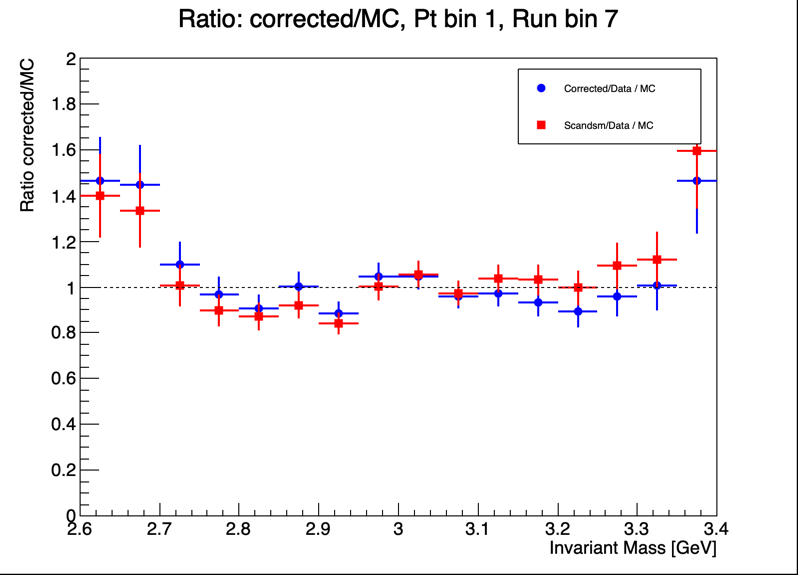 Ratio: corrected/MC, Pt bin 1, Run bin 7
Ratio corrected/MC
2
1.8
1.6
1.4
1.2
1
0.8
0.6
0.4
0.2
0
Corrected/Data / MC
Scandsm/Data / MC
2.6 2.7 2.8 2.9 3 3.1 3.2 3.3 3.4
Invariant Mass [GeV]